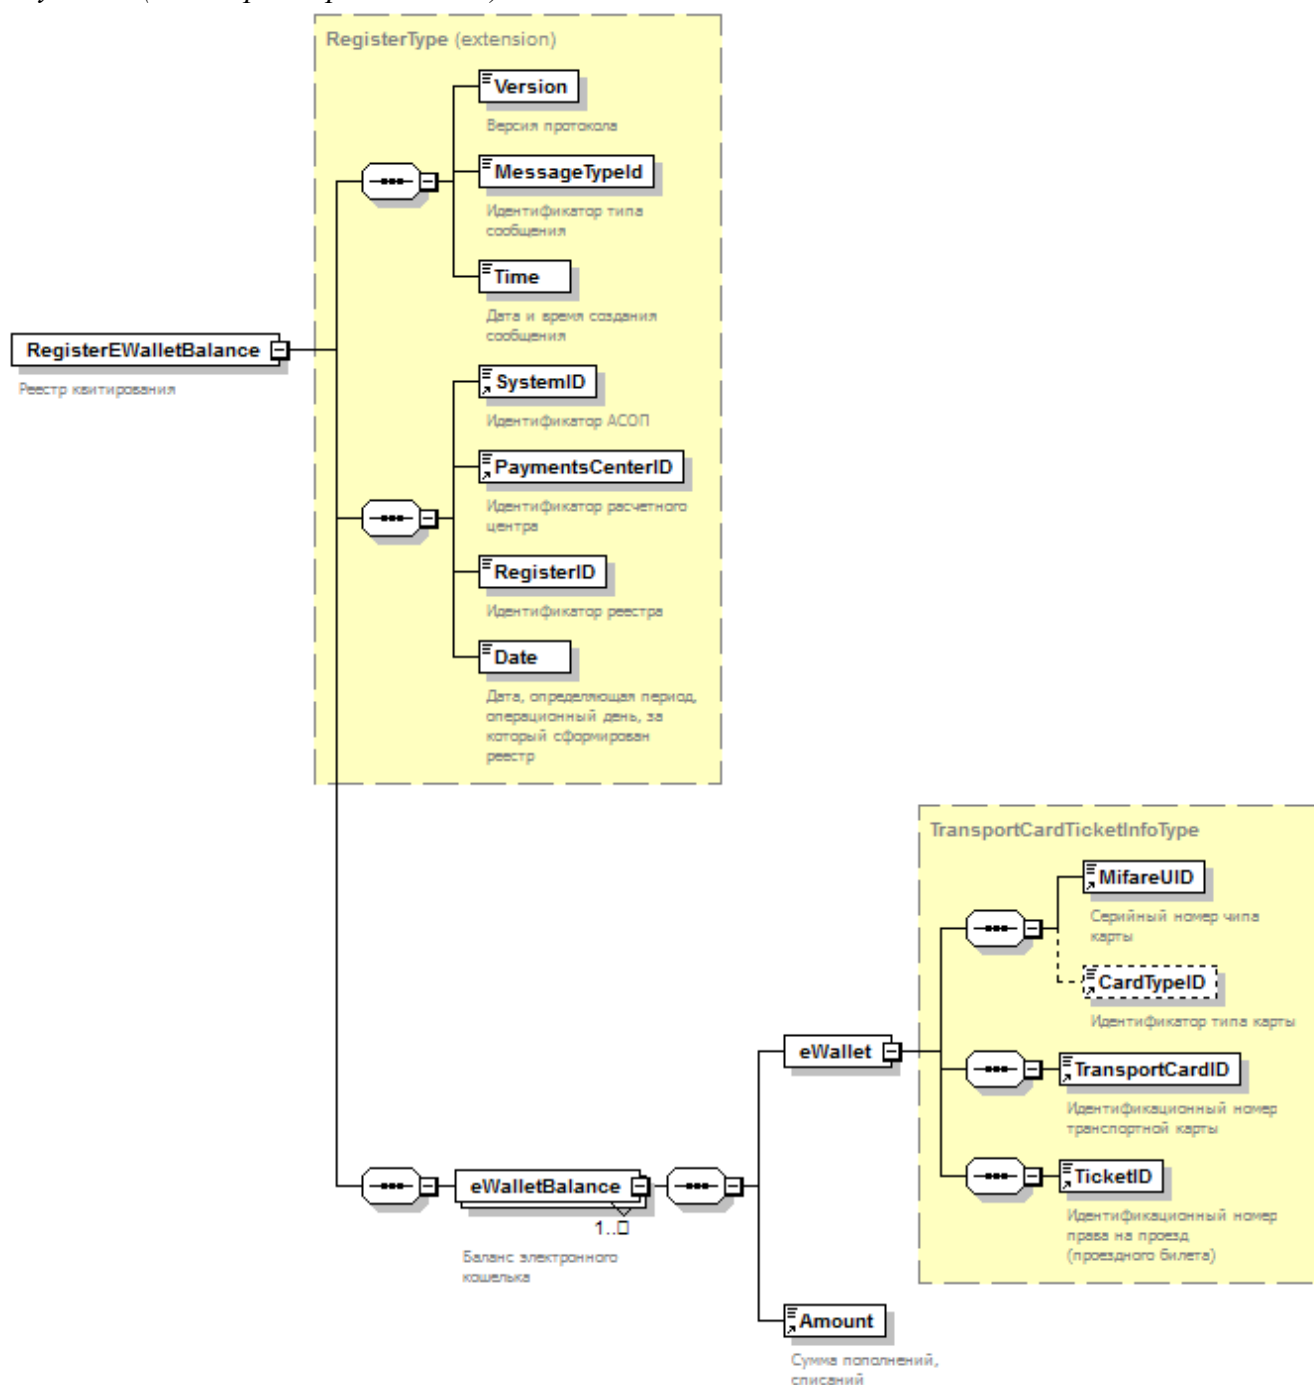 RegisterType (extension)
Version
Версия протокола
MessageTypeId
Идентификатор типа
сообщения
Time
Дата и время создания
сообщения
RegisterEWalletBalance
Реестр квитирования
SystemID
Идентификатор АСОП
PaymentsCenterID
Идентификатор расчетного
центра
RegisterID
Идентификатор реестра
Date
Дата, определяющая период,
операционный день, за
который сформирован
реестр
TransportCardTicketInfoType
MifareUID
Серийный номер чипа
карты
CardTypeID
Идентификатор типа карты
eWallet
TransportCardID
Идентификационный номер
транспортной карты
eWalletBalance
1..□
Баланс электронного
кошелька
TicketID
Идентификационный номер
права на проезд
(проездного билета)
Amount
Сумма пополнений,
списаний